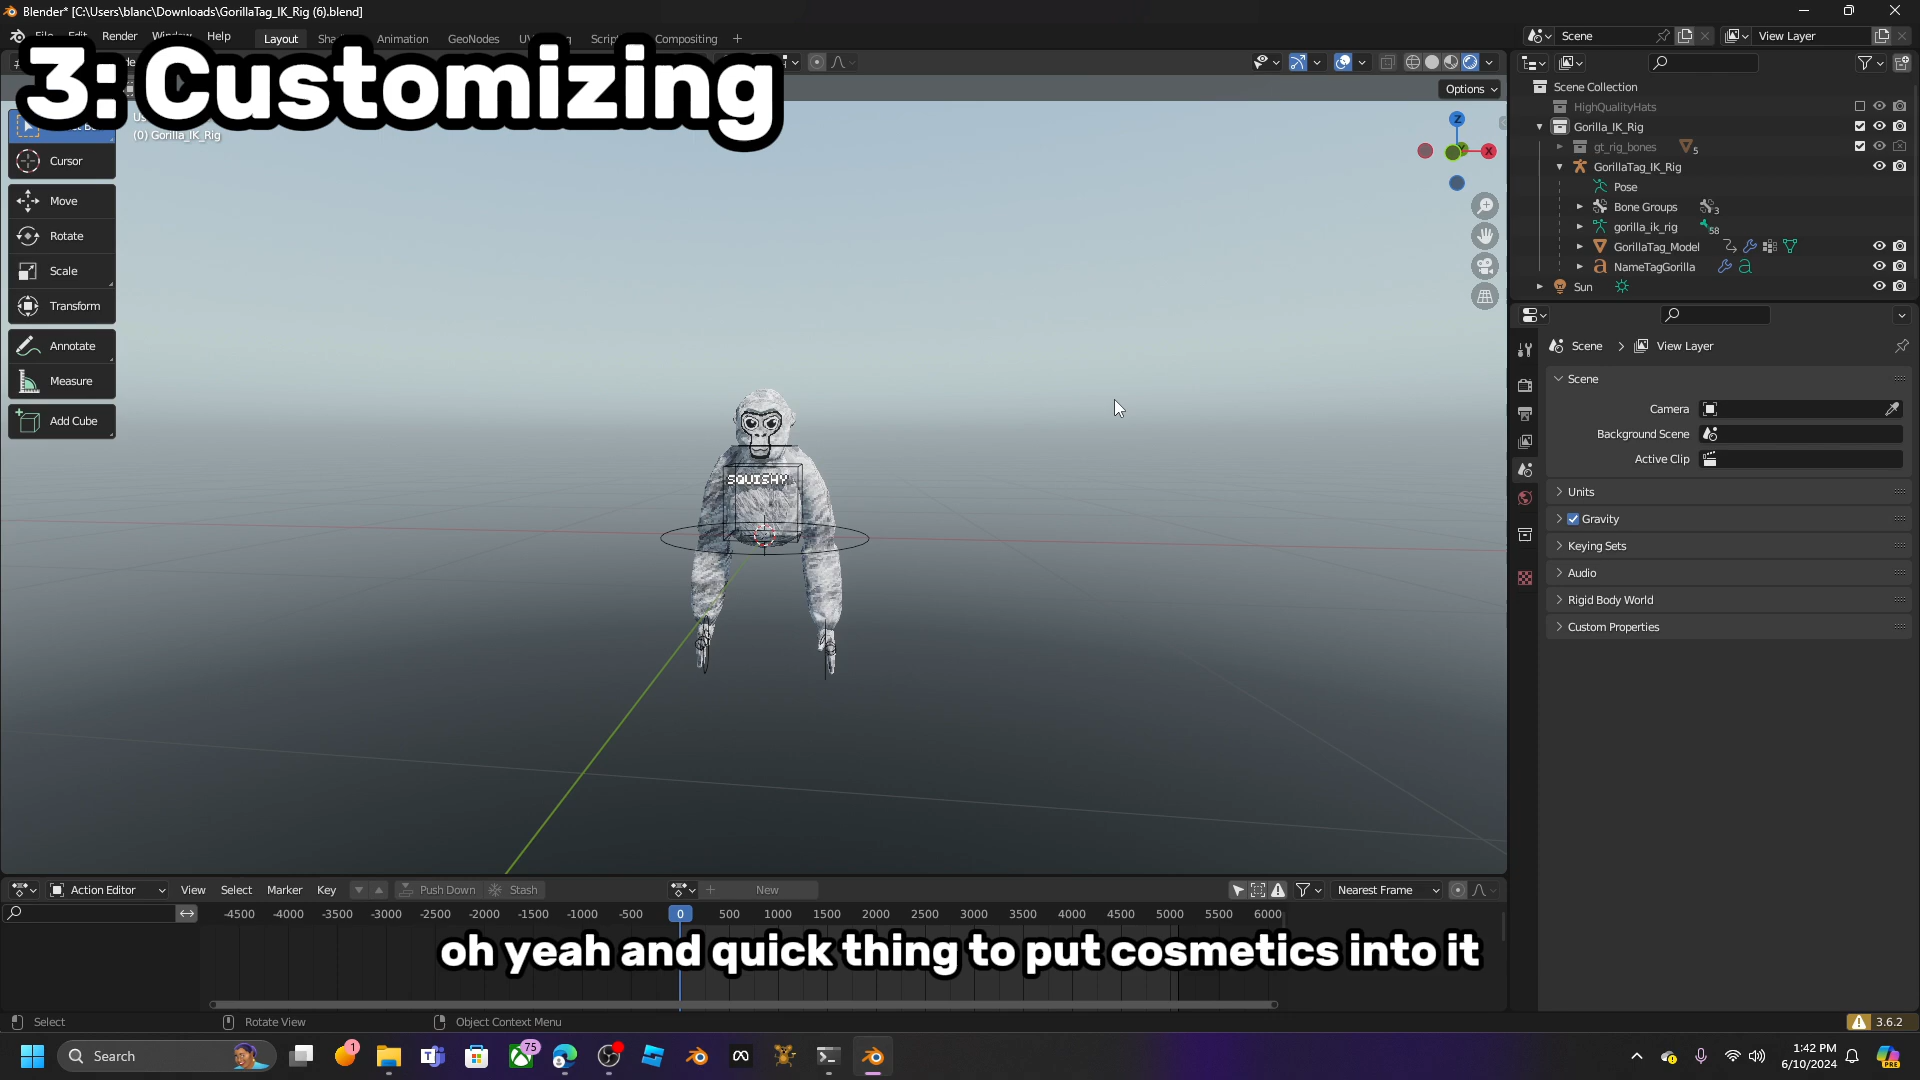 Blender* [C:\Users\blanc\Downloads\GorillaTag_IK_Rig (6).blend]
File Edit Render Window Help Layout Animation GeoNodes Compositing +
Scene View Layer
3: Customizing
Options
(0) Gorilla_IK_Rig
Cursor
Move
Rotate
Scale
Transform
Annotate
Measure
Add Cube
Z
Y
X
SQUISHY
Scene Collection
HighQualityHats
Gorilla_IK_Rig
gt_rig_bones 5
GorillaTag_IK_Rig
Pose
Bone Groups 3
gorilla_ik_rig 58
GorillaTag_Model
NameTagGorilla
Sun
Scene > View Layer
Scene
Camera
Background Scene
Active Clip
Units
Gravity
Keying Sets
Audio
Rigid Body World
Custom Properties
Action Editor View Select Marker Key Push Down Stash New Nearest Frame
-4500 -4000 -3500 -3000 -2500 -2000 -1500 -1000 -500 0 500 1000 1500 2000 2500 3000 3500 4000 4500 5000 5500 6000
oh yeah and quick thing to put cosmetics into it
Select Rotate View Object Context Menu 3.6.2
Search 1 75 1:42 PM
6/10/2024
PRE